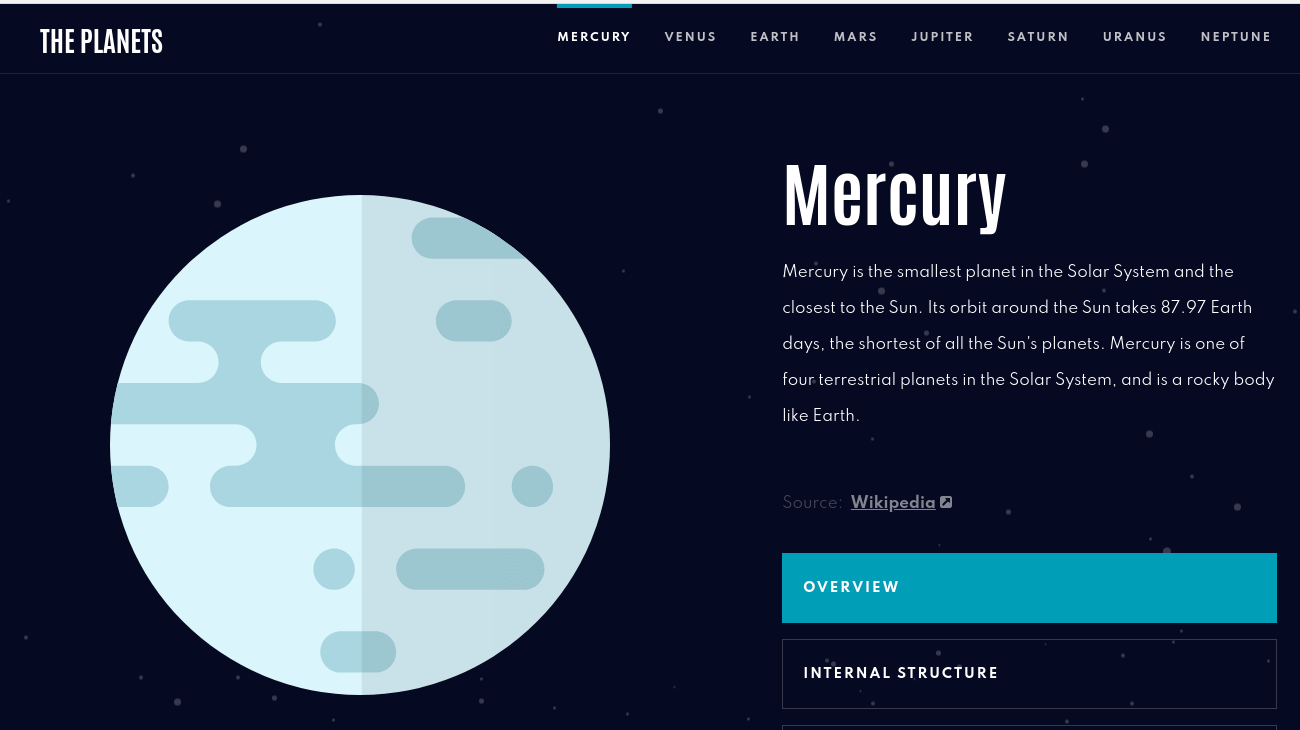 THE PLANETS
MERCURY VENUS EARTH MARS JUPITER SATURN URANUS NEPTUNE
Mercury
Mercury is the smallest planet in the Solar System and the
closest to the Sun. Its orbit around the Sun takes 87.97 Earth
days, the shortest of all the Sun's planets. Mercury is one of
four terrestrial planets in the Solar System, and is a rocky body
like Earth.
Source: Wikipedia
OVERVIEW
INTERNAL STRUCTURE